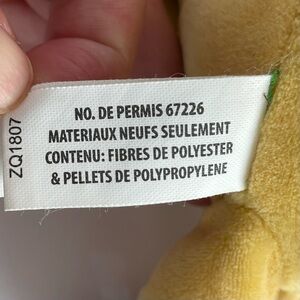 NO. DE PERMIS 67226
MATERIAUX NEUFS SEULEMENT
CONTENU: FIBRES DE POLYESTER
& PELLETS DE POLYPROPYLENE
ZQ1807